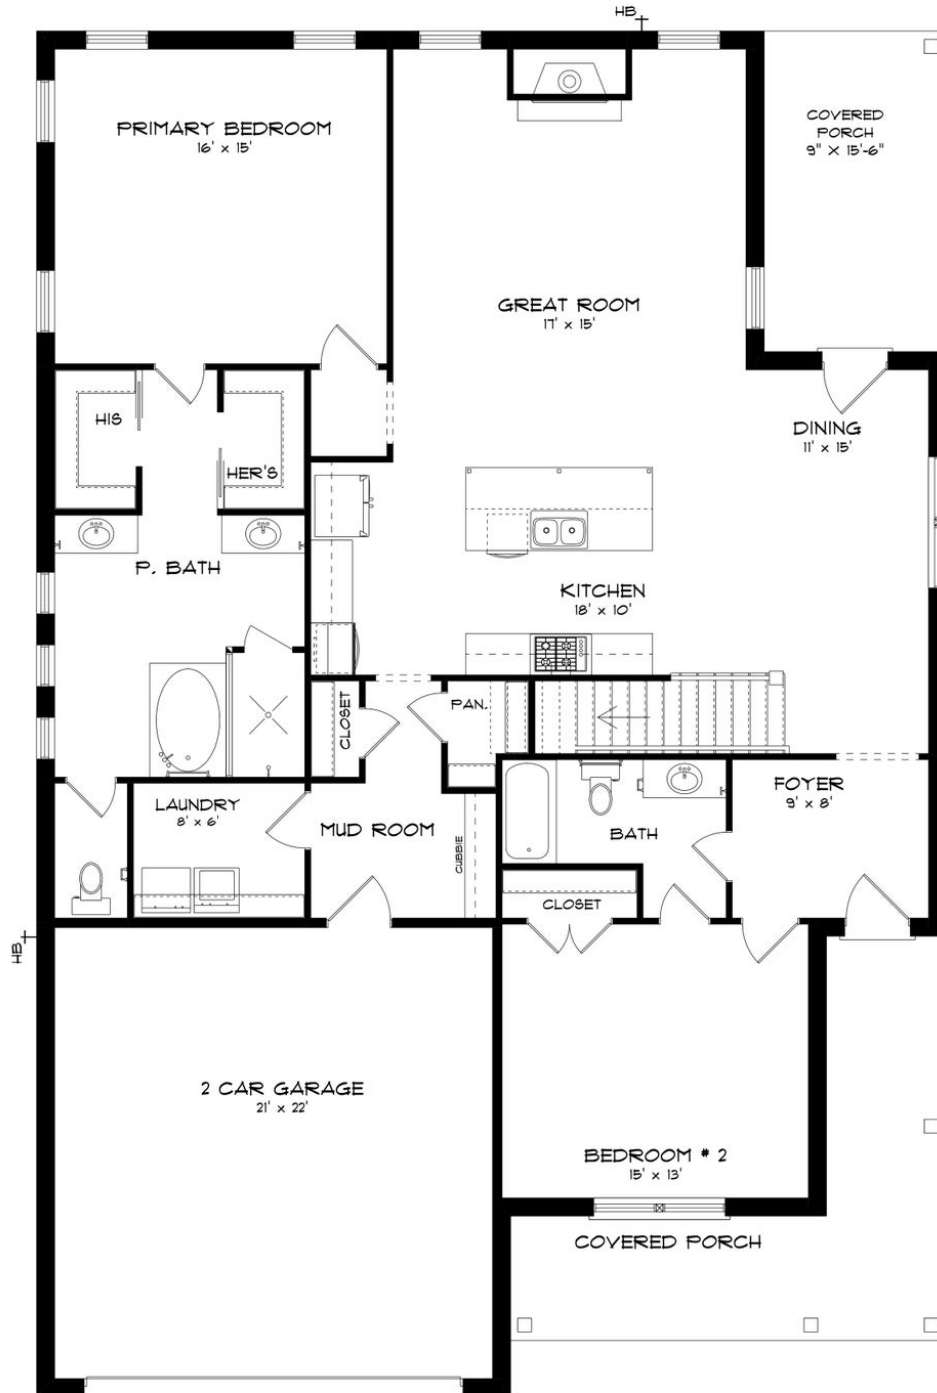 HB
PRIMARY BEDROOM
16' x 15'
COVERED
PORCH
9" X 15'-6"
GREAT ROOM
17' x 15'
HIS
HER'S
DINING
11' x 15'
P. BATH
KITCHEN
18' x 10'
CLOSET
PAN.
LAUNDRY
8' x 6'
MUD ROOM
CUBBIE
BATH
FOYER
9' x 8'
CLOSET
HB
2 CAR GARAGE
21' x 22'
BEDROOM # 2
15' x 13'
COVERED PORCH